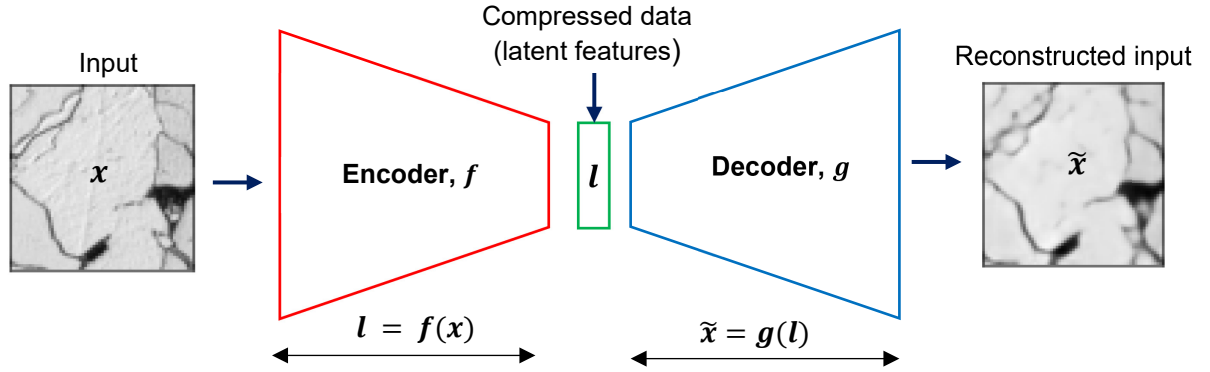 Compressed data
(latent features)
Input
Reconstructed input
x
Encoder, f
l
Decoder, g
x̃
l = f(x)
x̃ = g(l)